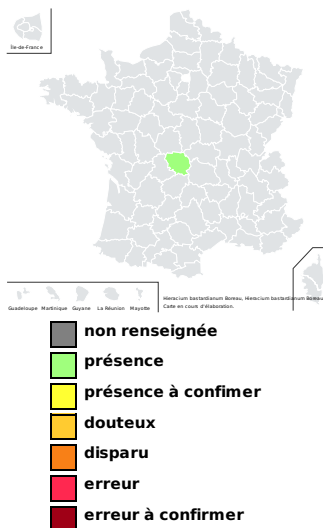 Île-de-France
Guadeloupe Martinique Guyane La Réunion Mayotte
Hieracium bastardianum Boreau, Hieracium bastardianum Boreau
Carte en cours d'élaboration.
non renseignée
présence
présence à confimer
douteux
disparu
erreur
erreur à confirmer